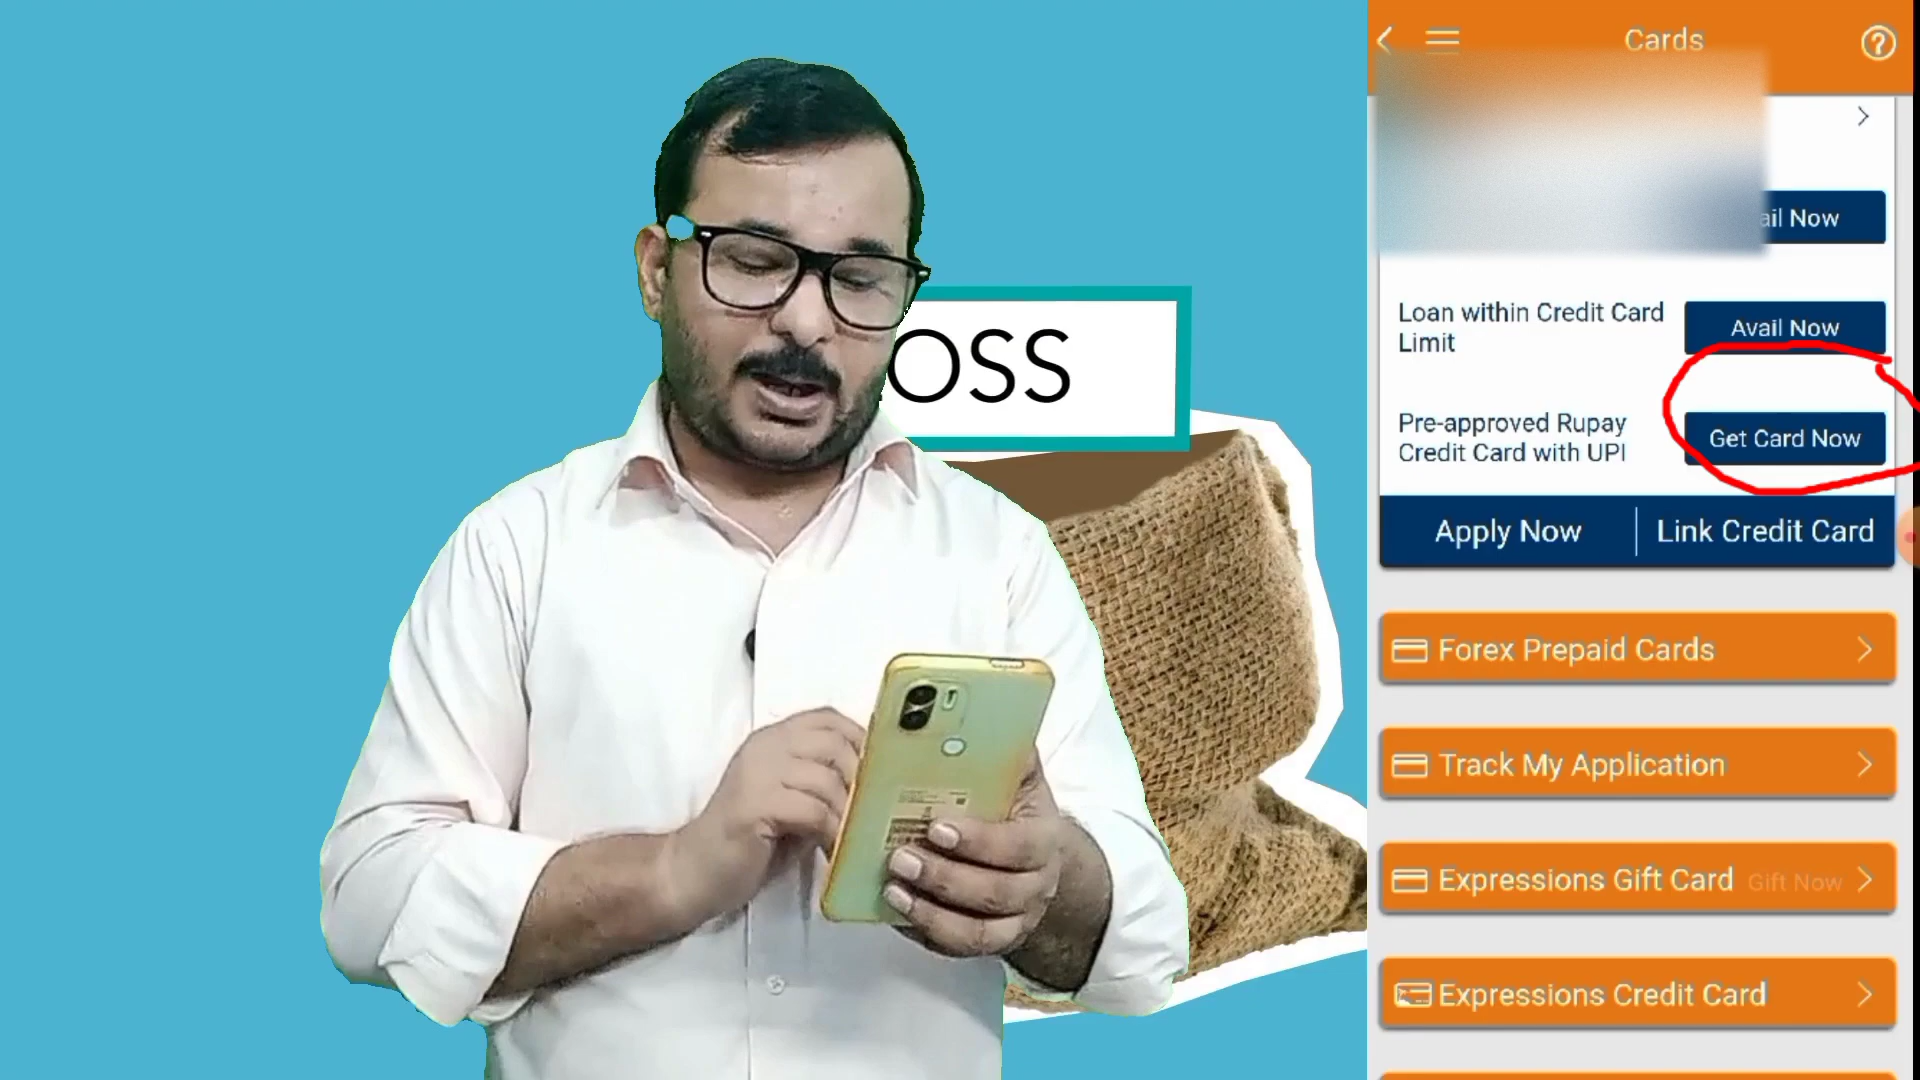 OSS
Cards
Now
Loan within Credit Card
Limit
Avail Now
Pre-approved Rupay
Credit Card with UPI
Get Card Now
Apply Now
Link Credit Card
Forex Prepaid Cards
Track My Application
Expressions Gift Card Gift Now
Expressions Credit Card